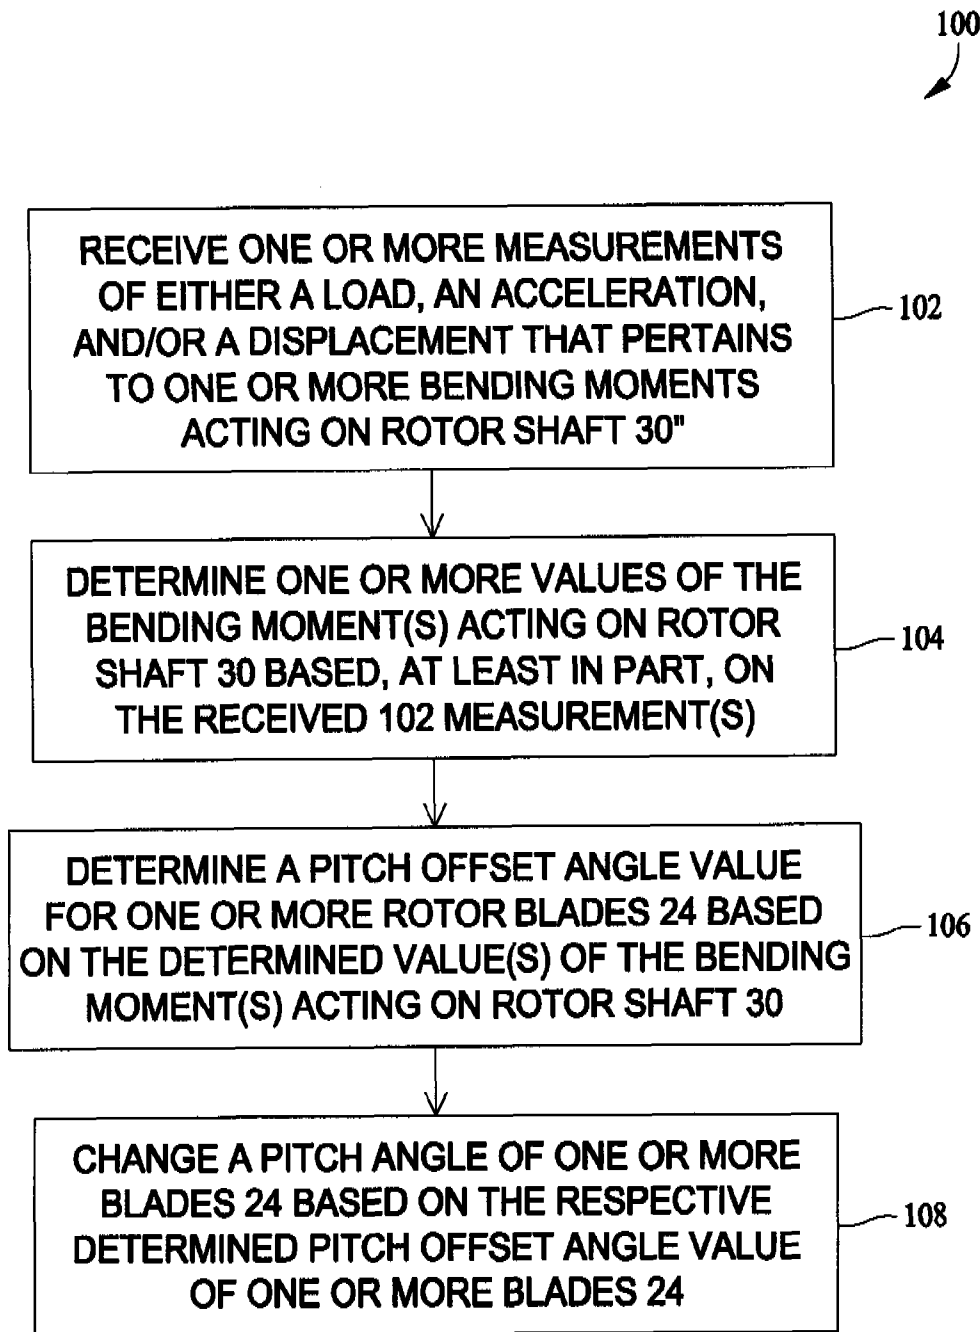 100
RECEIVE ONE OR MORE MEASUREMENTS
OF EITHER A LOAD, AN ACCELERATION,
AND/OR A DISPLACEMENT THAT PERTAINS
TO ONE OR MORE BENDING MOMENTS
ACTING ON ROTOR SHAFT 30"
102
DETERMINE ONE OR MORE VALUES OF THE
BENDING MOMENT(S) ACTING ON ROTOR
SHAFT 30 BASED, AT LEAST IN PART, ON
THE RECEIVED 102 MEASUREMENT(S)
104
DETERMINE A PITCH OFFSET ANGLE VALUE
FOR ONE OR MORE ROTOR BLADES 24 BASED
ON THE DETERMINED VALUE(S) OF THE BENDING
MOMENT(S) ACTING ON ROTOR SHAFT 30
106
CHANGE A PITCH ANGLE OF ONE OR MORE
BLADES 24 BASED ON THE RESPECTIVE
DETERMINED PITCH OFFSET ANGLE VALUE
OF ONE OR MORE BLADES 24
108